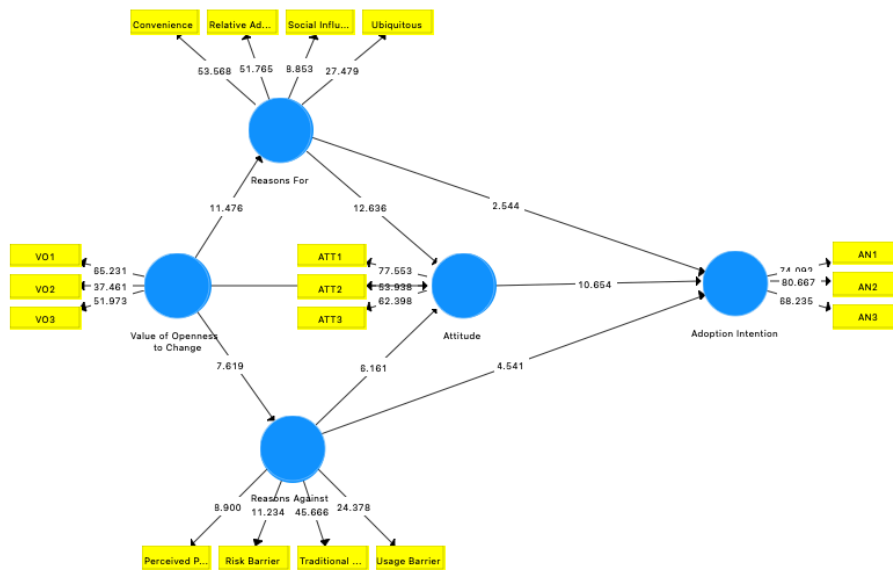 Convenience
Relative Ad...
Social Influ...
Ubiquitous
53.568
51.765
8.853
27.479
Reasons For
11.476
12.636
2.544
VO1
VO2
VO3
65.231
37.461
51.973
ATT1
ATT2
ATT3
77.553
53.938
62.398
Value of Openness
to Change
Attitude
10.654
74.092
80.667
68.235
AN1
AN2
AN3
Adoption Intention
7.619
6.161
4.541
Reasons Against
8.900
11.234
45.666
24.378
Perceived P...
Risk Barrier
Traditional ...
Usage Barrier